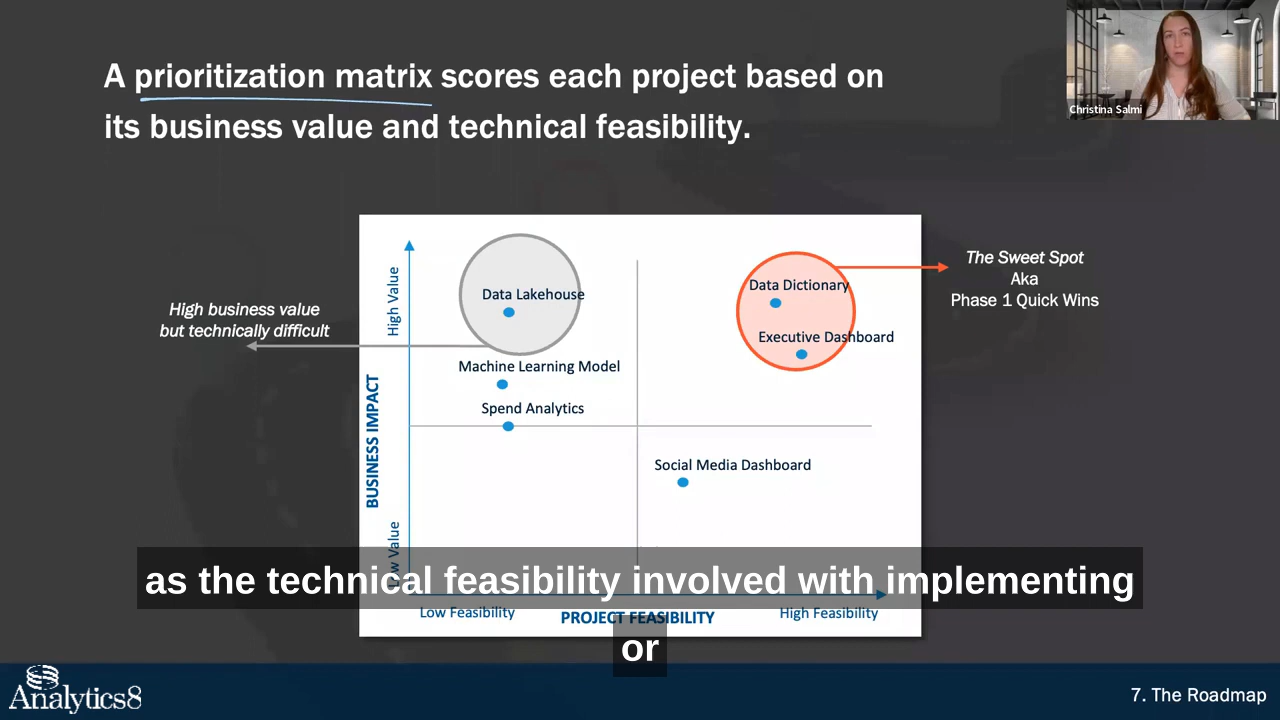 A prioritization matrix scores each project based on
its business value and technical feasibility.
Christina Salmi
High business value
but technically difficult
The Sweet Spot
Aka
Phase 1 Quick Wins
BUSINESS IMPACT
High Value
Low Value
Data Lakehouse
Machine Learning Model
Spend Analytics
Data Dictionary
Executive Dashboard
Social Media Dashboard
Low Feasibility
PROJECT FEASIBILITY
High Feasibility
as the technical feasibility involved with implementing
or
Analytics8
7. The Roadmap